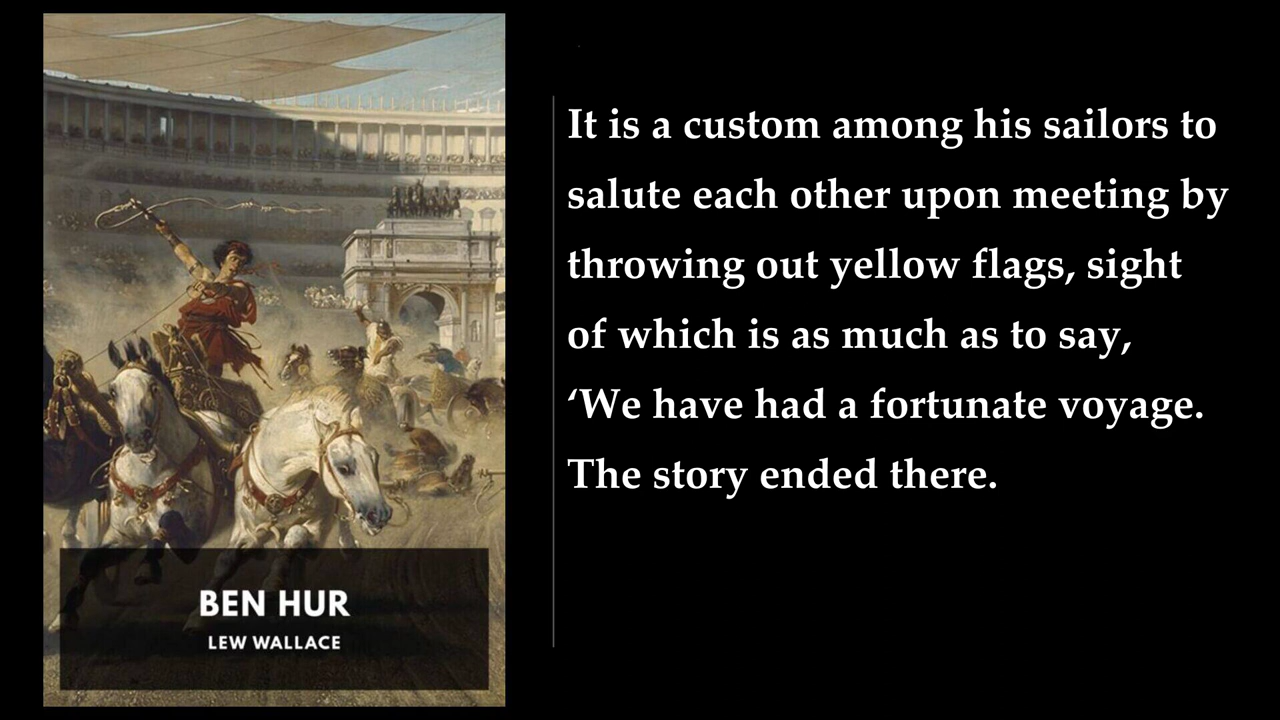 BEN HUR
LEW WALLACE
It is a custom among his sailors to
salute each other upon meeting by
throwing out yellow flags, sight
of which is as much as to say,
‘We have had a fortunate voyage.
The story ended there.